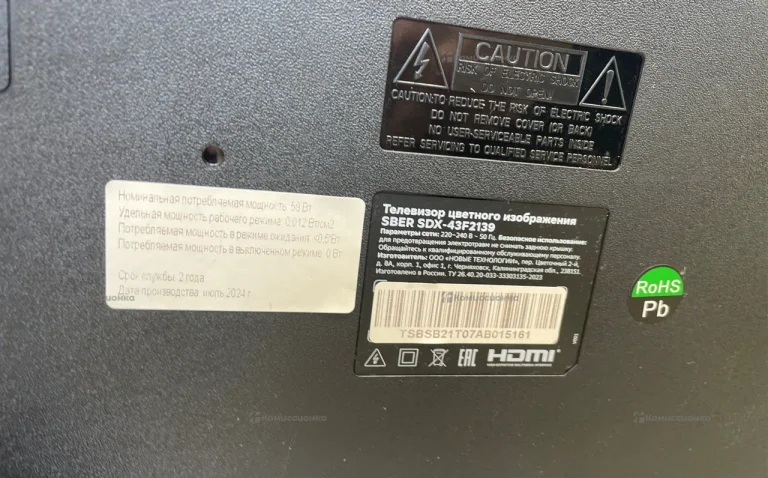 CAUTION
RISK OF ELECTRIC SHOCK
DO NOT OPEN!
CAUTION:TO REDUCE THE RISK OF ELECTRIC SHOCK
DO NOT REMOVE COVER (OR BACK)
NO USER-SERVICEABLE PARTS INSIDE
REFER SERVICING TO QUALIFIED SERVICE PERSONNEL
Номинальная потребляемая мощность: 59 Вт
Удельная мощность рабочего режима: 0,012 Вт/см2
Потребляемая мощность в режиме ожидания: <0,5 Вт
Потребляемая мощность в выключенном режиме: 0 Вт
Срок службы: 2 года
Дата производства: июль 2024 г
Телевизор цветного изображения
SBER SDX-43F2139
Параметры сети: 220-240 В ~ 50 Гц. Безопасное использование:
для предотвращения электротравм не снимать заднюю крышку.
Обращайтесь к квалифицированному обслуживающему персоналу.
Изготовитель: ООО «НОВЫЕ ТЕХНОЛОГИИ», пер. Цветочный 2-й,
д. 8А, корп. 1, офис 1, г. Черняховск, Калининградская обл.,
Изготовлено в России. ТУ 26.40.20-033-33303135-2023
TSBSB21T07AB015161
EAC HDMI
RoHS
Pb
Комиссионка
Комиссионка
Комиссионка